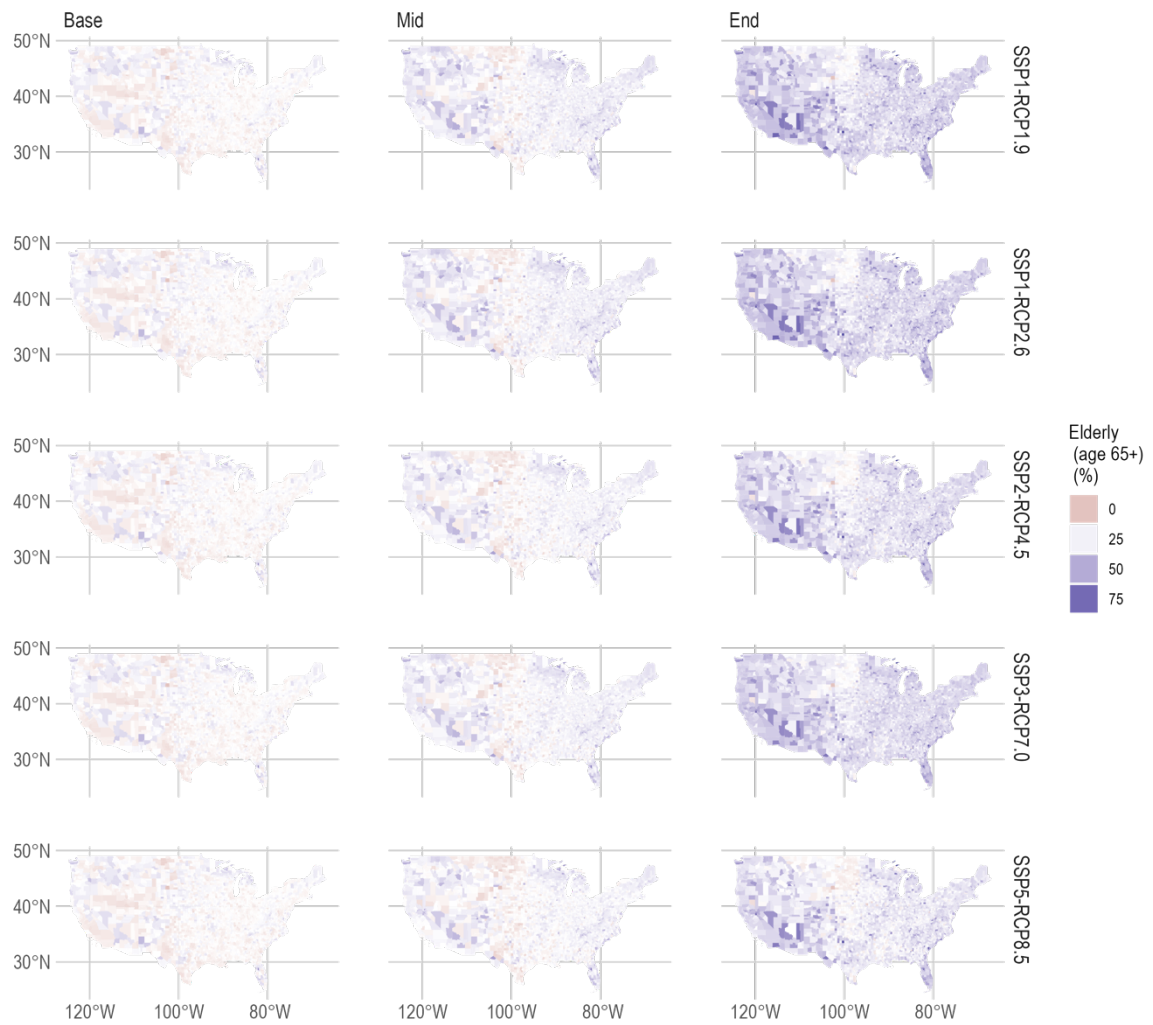 Base Mid End
50°N
40°N
30°N
SSP1-RCP1.9
50°N
40°N
30°N
SSP1-RCP2.6
50°N
40°N
30°N
SSP2-RCP4.5
50°N
40°N
30°N
SSP3-RCP7.0
50°N
40°N
30°N
SSP5-RCP8.5
120°W 100°W 80°W 120°W 100°W 80°W 120°W 100°W 80°W
Elderly
(age 65+)
(%)
0
25
50
75